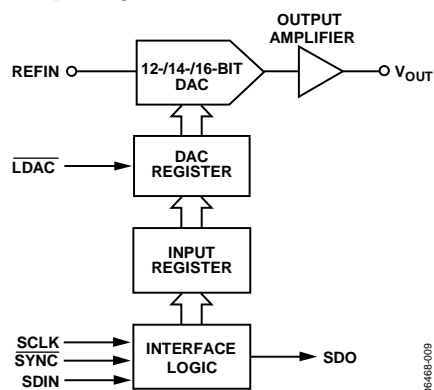 OUTPUT
AMPLIFIER
REFIN
12-/14-/16-BIT
DAC
V_OUT
LDAC
DAC
REGISTER
INPUT
REGISTER
SCLK
SYNC
SDIN
INTERFACE
LOGIC
SDO
06468-009